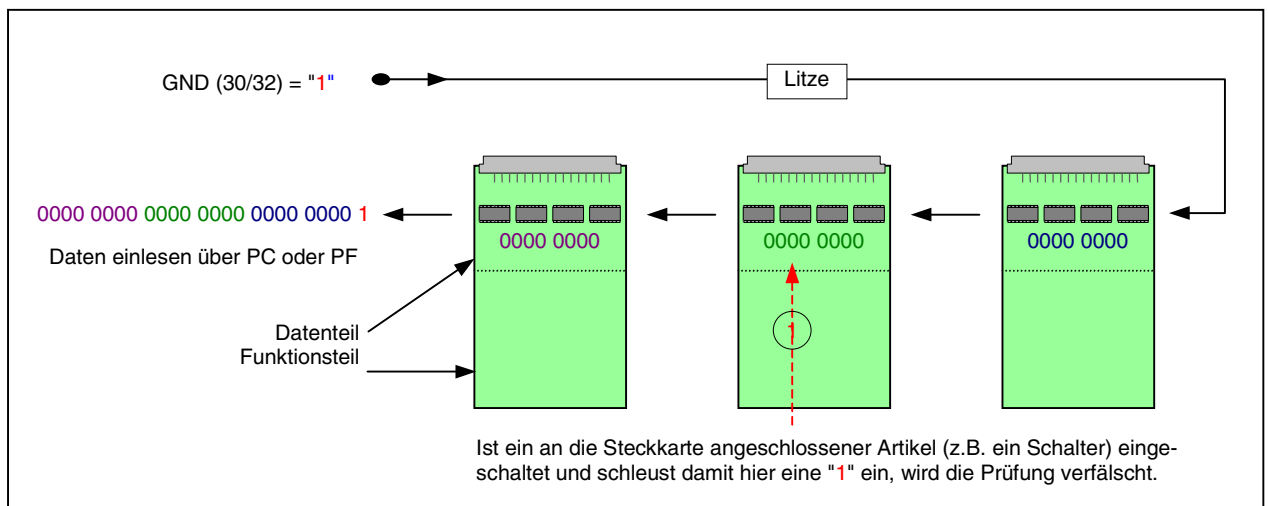 GND (30/32) = "1"
Litze
0000 0000 0000 0000 0000 0000 1
0000 0000
0000 0000
0000 0000
Daten einlesen über PC oder PF
1
Datenteil
Funktionsteil
Ist ein an die Steckkarte angeschlossener Artikel (z.B. ein Schalter) einge-
schaltet und schleust damit hier eine "1" ein, wird die Prüfung verfälscht.